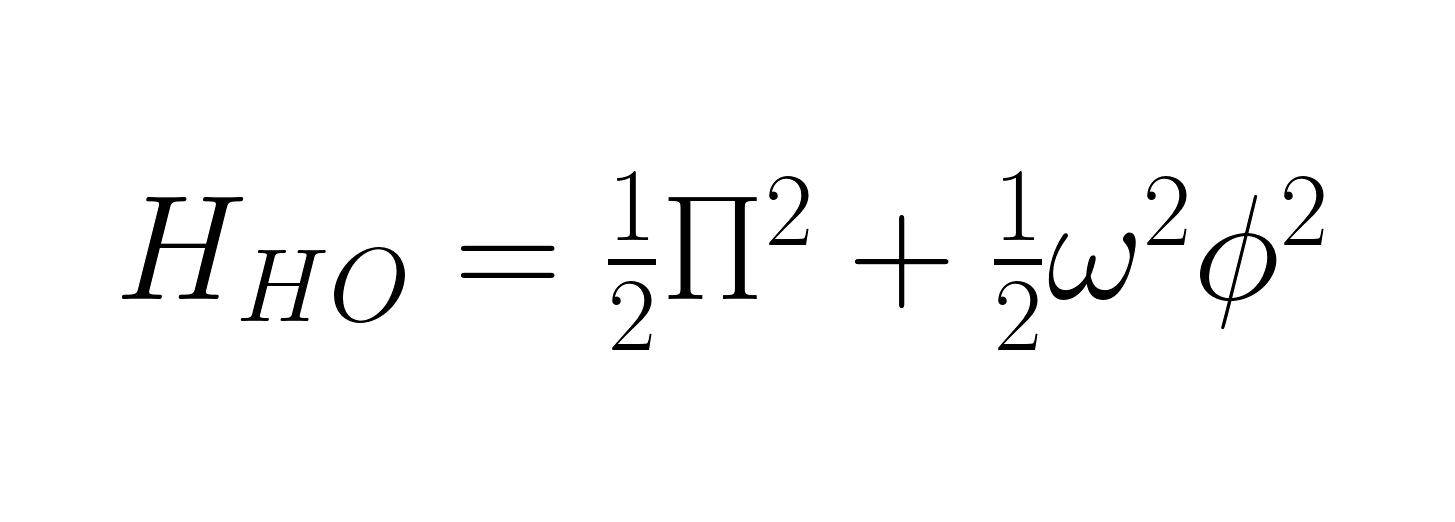 $H_{HO} = \frac{1}{2}\Pi^2 + \frac{1}{2}\omega^2\phi^2$